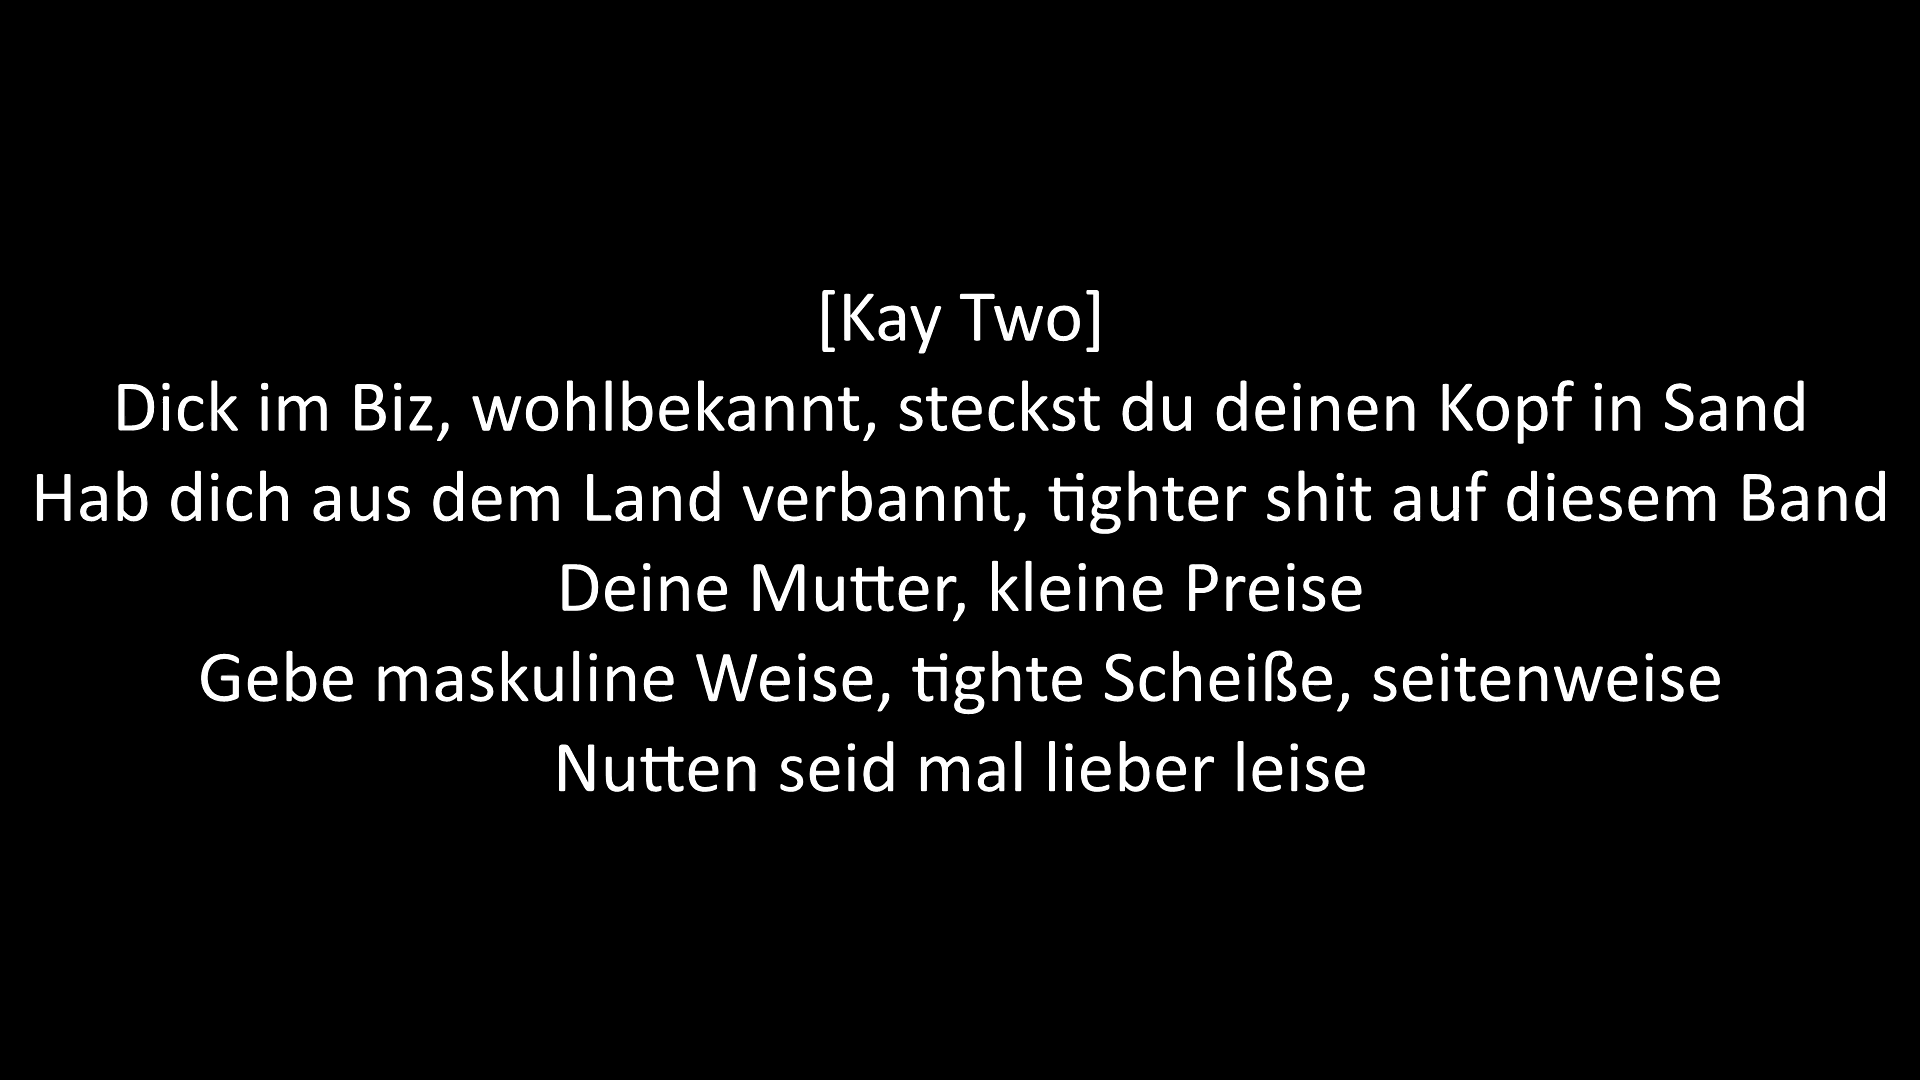 [Kay Two]
Dick im Biz, wohlbekannt, steckst du deinen Kopf in Sand
Hab dich aus dem Land verbannt, tighter shit auf diesem Band
Deine Mutter, kleine Preise
Gebe maskuline Weise, tighte Scheiße, seitenweise
Nutten seid mal lieber leise